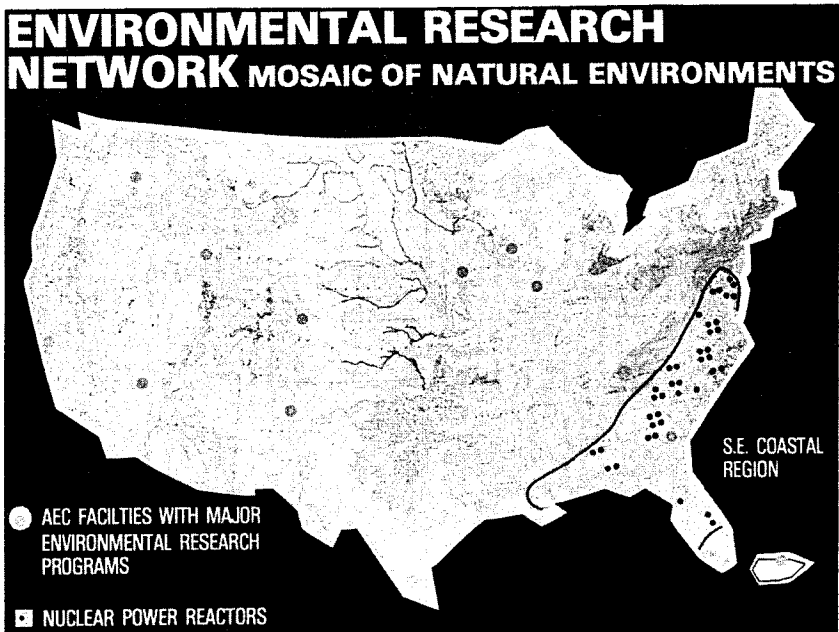 ENVIRONMENTAL RESEARCH
NETWORK MOSAIC OF NATURAL ENVIRONMENTS
S.E. COASTAL
REGION
AEC FACILTIES WITH MAJOR
ENVIRONMENTAL RESEARCH
PROGRAMS
NUCLEAR POWER REACTORS